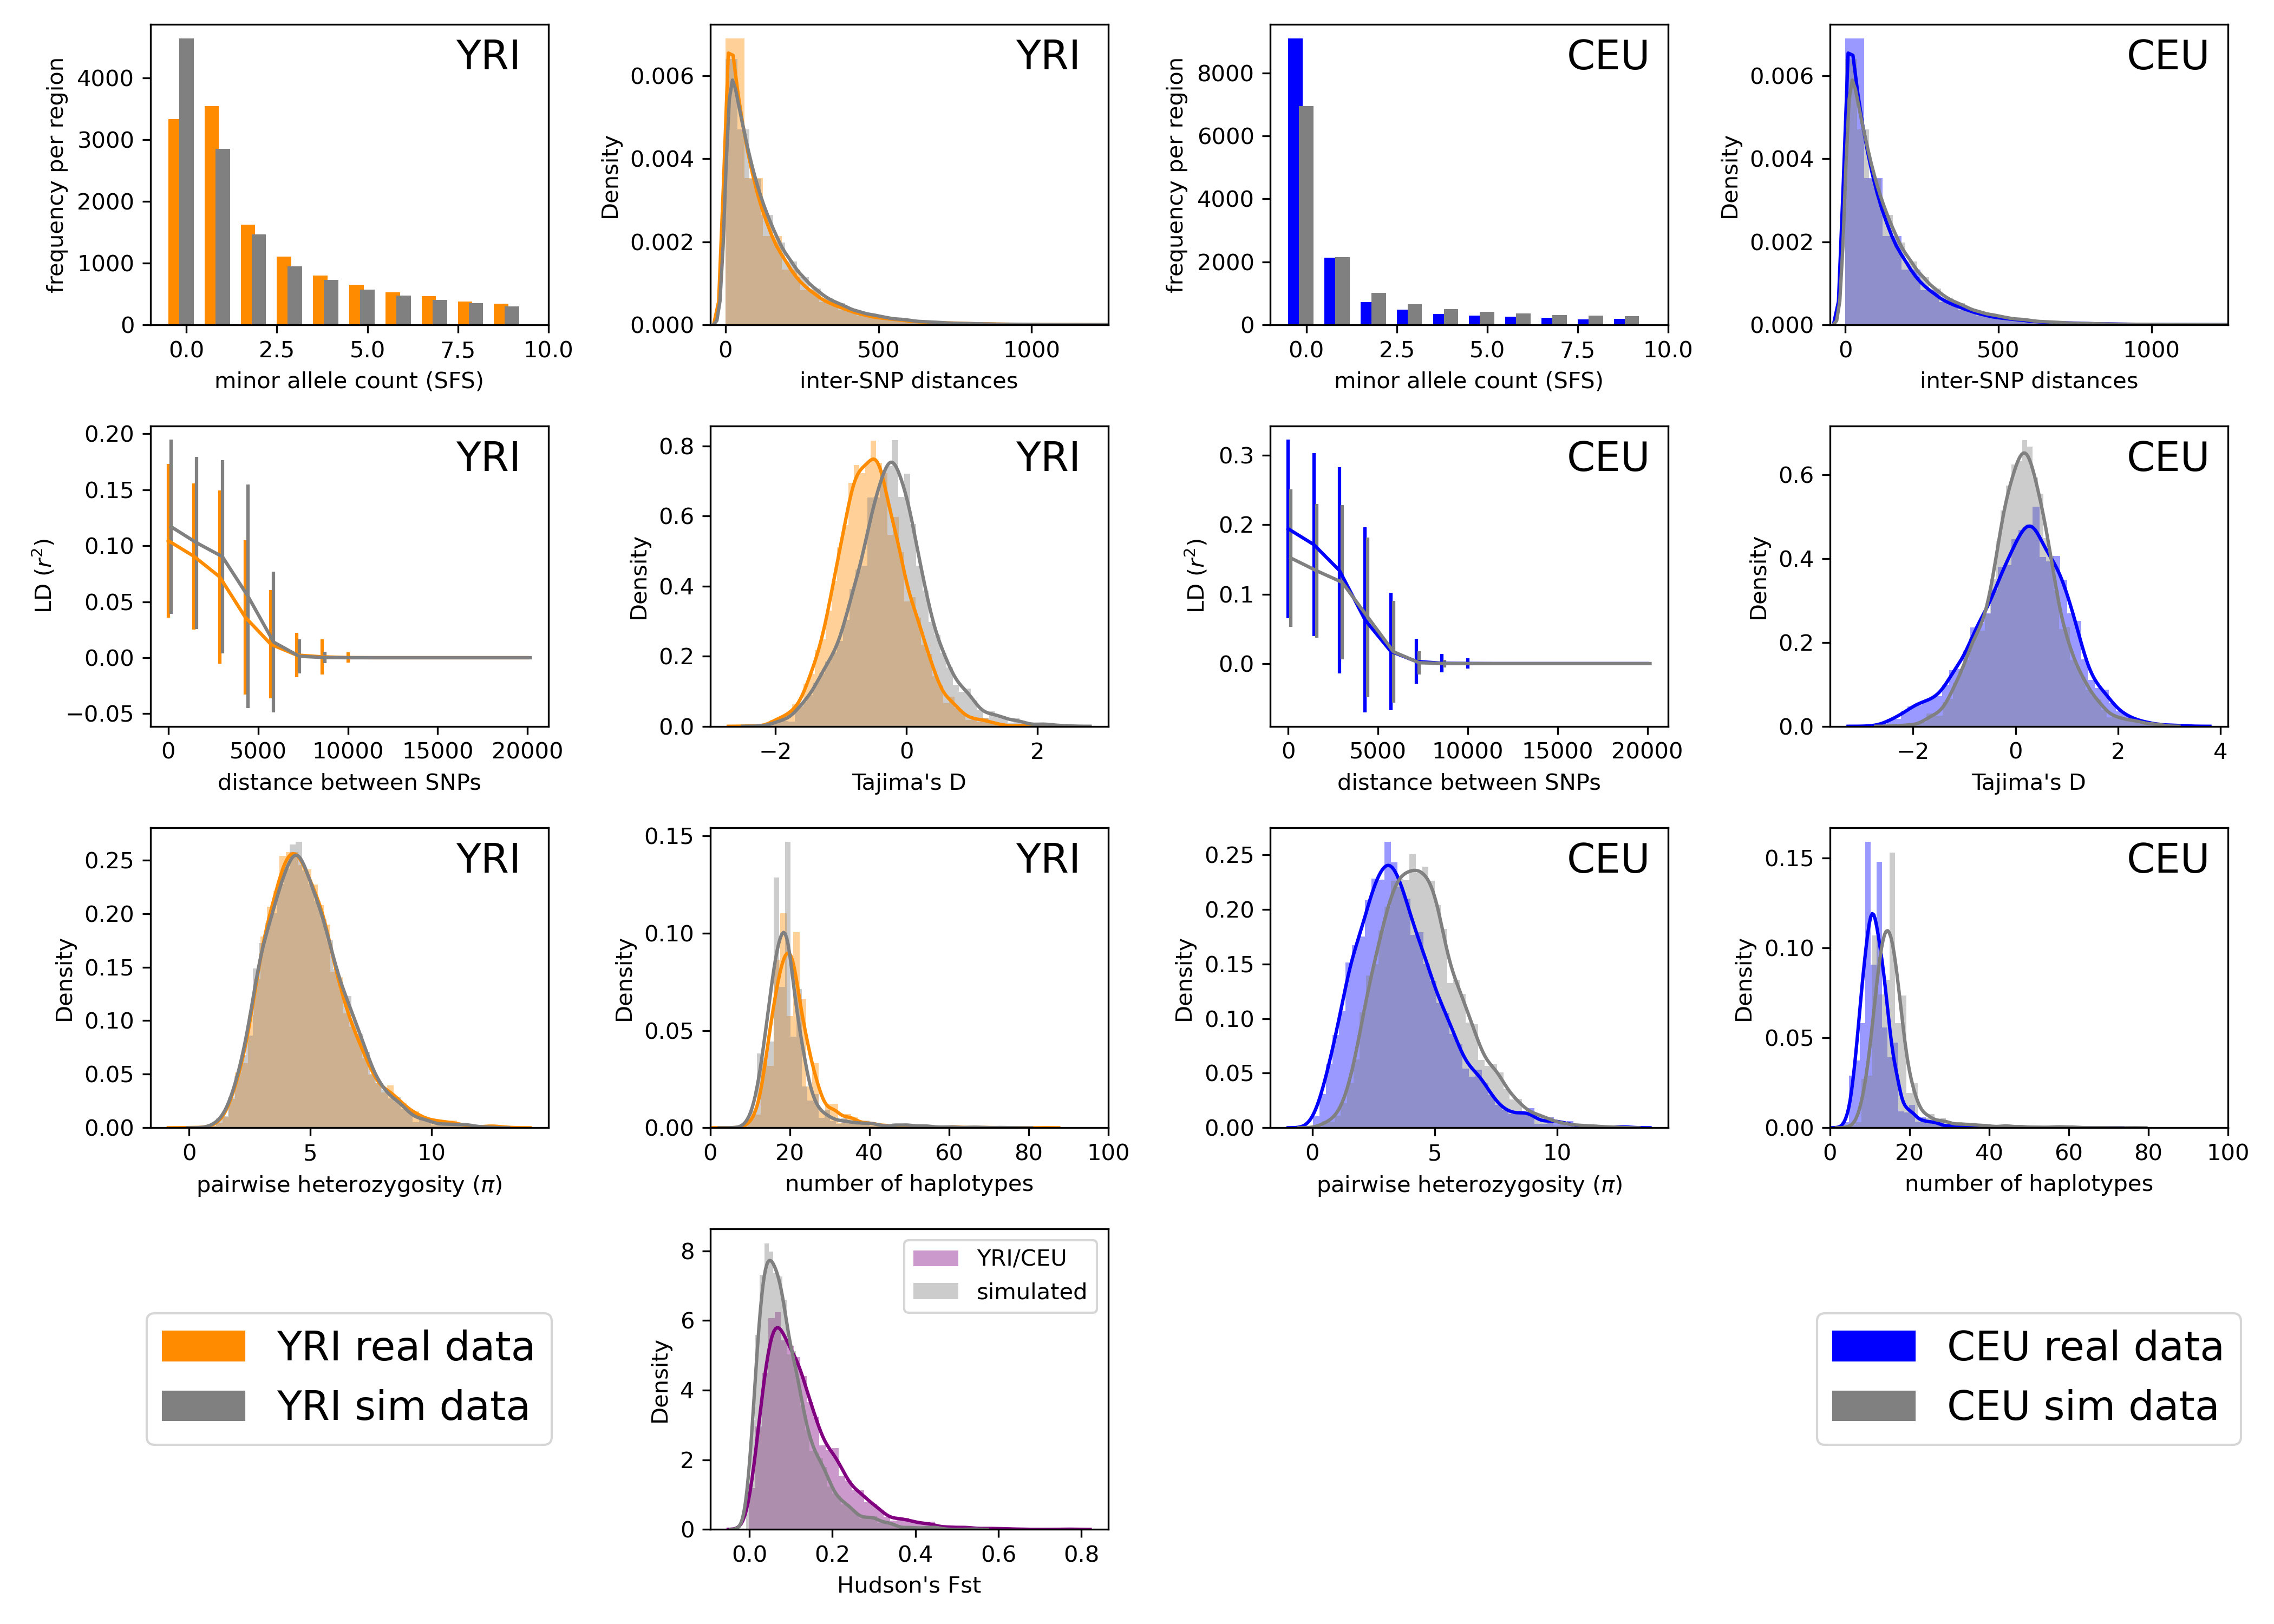 YRI
frequency per region
4000
3000
2000
1000
0
0.0 2.5 5.0 7.5 10.0
minor allele count (SFS)
YRI
Density
0.006
0.004
0.002
0.000
0 500 1000
inter-SNP distances
CEU
frequency per region
8000
6000
4000
2000
0
0.0 2.5 5.0 7.5 10.0
minor allele count (SFS)
CEU
Density
0.006
0.004
0.002
0.000
0 500 1000
inter-SNP distances
YRI
LD (r²)
0.20
0.15
0.10
0.05
0.00
−0.05
0 5000 10000 15000 20000
distance between SNPs
YRI
Density
0.8
0.6
0.4
0.2
0.0
−2 0 2
Tajima's D
CEU
LD (r²)
0.3
0.2
0.1
0.0
0 5000 10000 15000 20000
distance between SNPs
CEU
Density
0.6
0.4
0.2
0.0
−2 0 2 4
Tajima's D
YRI
Density
0.25
0.20
0.15
0.10
0.05
0.00
0 5 10
pairwise heterozygosity (π)
YRI
Density
0.15
0.10
0.05
0.00
0 20 40 60 80 100
number of haplotypes
CEU
Density
0.25
0.20
0.15
0.10
0.05
0.00
0 5 10
pairwise heterozygosity (π)
CEU
Density
0.15
0.10
0.05
0.00
0 20 40 60 80 100
number of haplotypes
YRI real data
YRI sim data
YRI/CEU
simulated
Density
8
6
4
2
0
0.0 0.2 0.4 0.6 0.8
Hudson's Fst
CEU real data
CEU sim data